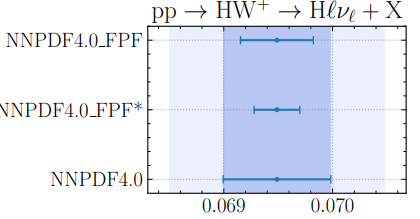 pp → HW⁺ → Hℓν_ℓ + X
NNPDF4.0_FPF
NNPDF4.0_FPF*
NNPDF4.0
0.069 0.070